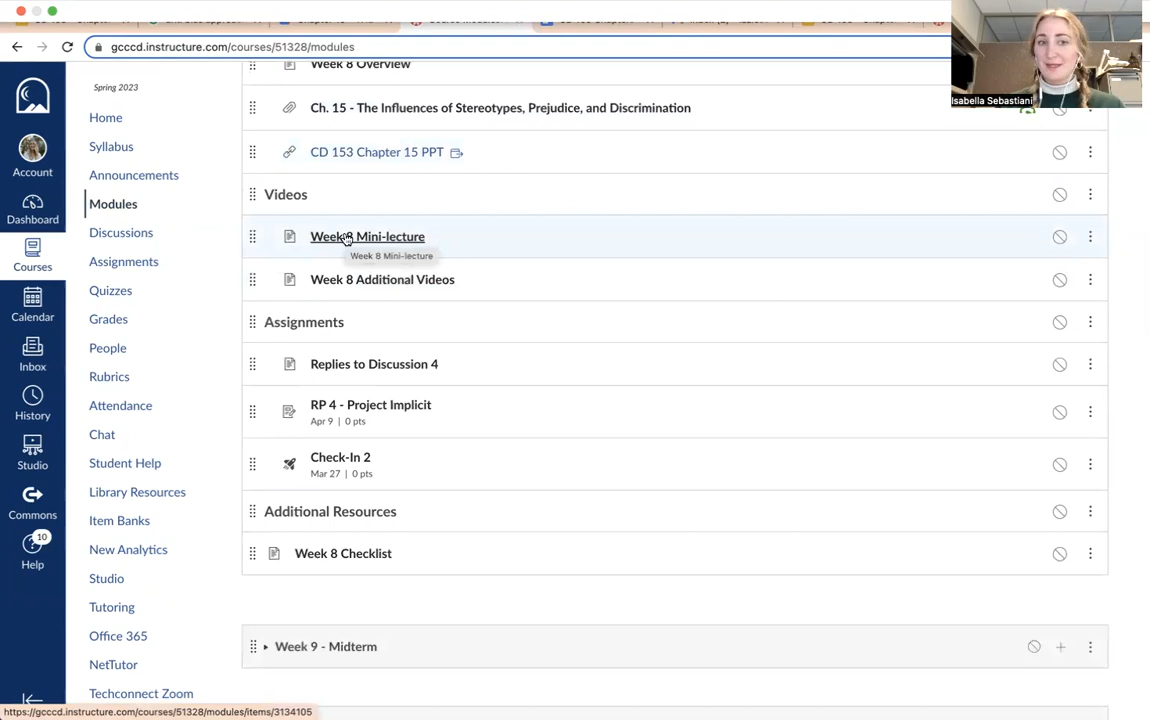 gcccd.instructure.com/courses/51328/modules
Isabella Sebastiani
Account
Dashboard
Courses
Calendar
Inbox
History
Studio
Commons
10
Help
Spring 2023
Home
Syllabus
Announcements
Modules
Discussions
Assignments
Quizzes
Grades
People
Rubrics
Attendance
Chat
Student Help
Library Resources
Item Banks
New Analytics
Studio
Tutoring
Office 365
NetTutor
Techconnect Zoom
Week 8 Overview
Ch. 15 - The Influences of Stereotypes, Prejudice, and Discrimination
CD 153 Chapter 15 PPT
Videos
Week 8 Mini-lecture
Week 8 Mini-lecture
Week 8 Additional Videos
Assignments
Replies to Discussion 4
RP 4 - Project Implicit
Apr 9 | 0 pts
Check-In 2
Mar 27 | 0 pts
Additional Resources
Week 8 Checklist
Week 9 - Midterm
https://gcccd.instructure.com/courses/51328/modules/items/3134105